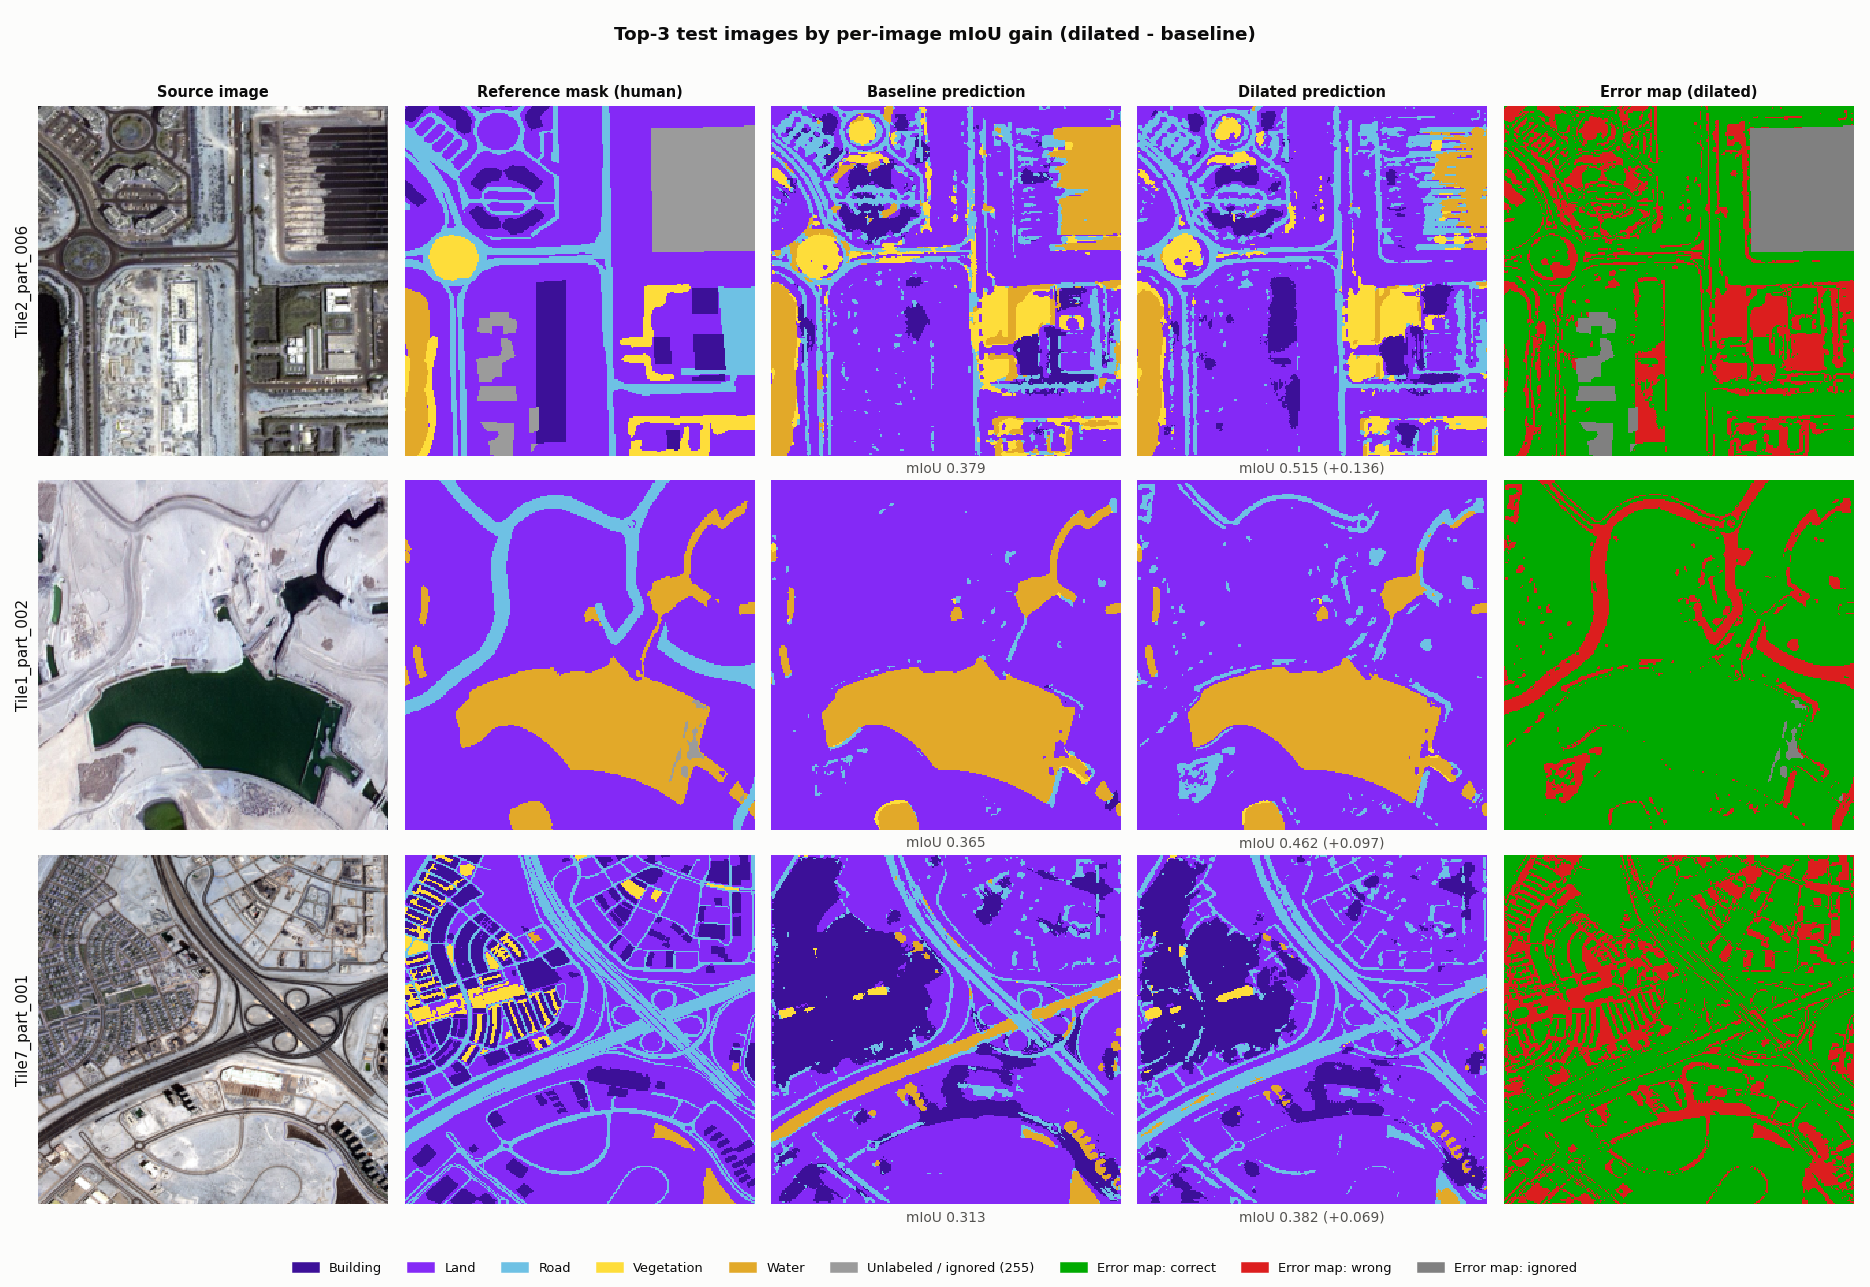 Top-3 test images by per-image mIoU gain (dilated - baseline)
Source image
Reference mask (human)
Baseline prediction
Dilated prediction
Error map (dilated)
Tile2_part_006
mIoU 0.379
mIoU 0.515 (+0.136)
Tile1_part_002
mIoU 0.365
mIoU 0.462 (+0.097)
Tile7_part_001
mIoU 0.313
mIoU 0.382 (+0.069)
Building
Land
Road
Vegetation
Water
Unlabeled / ignored (255)
Error map: correct
Error map: wrong
Error map: ignored